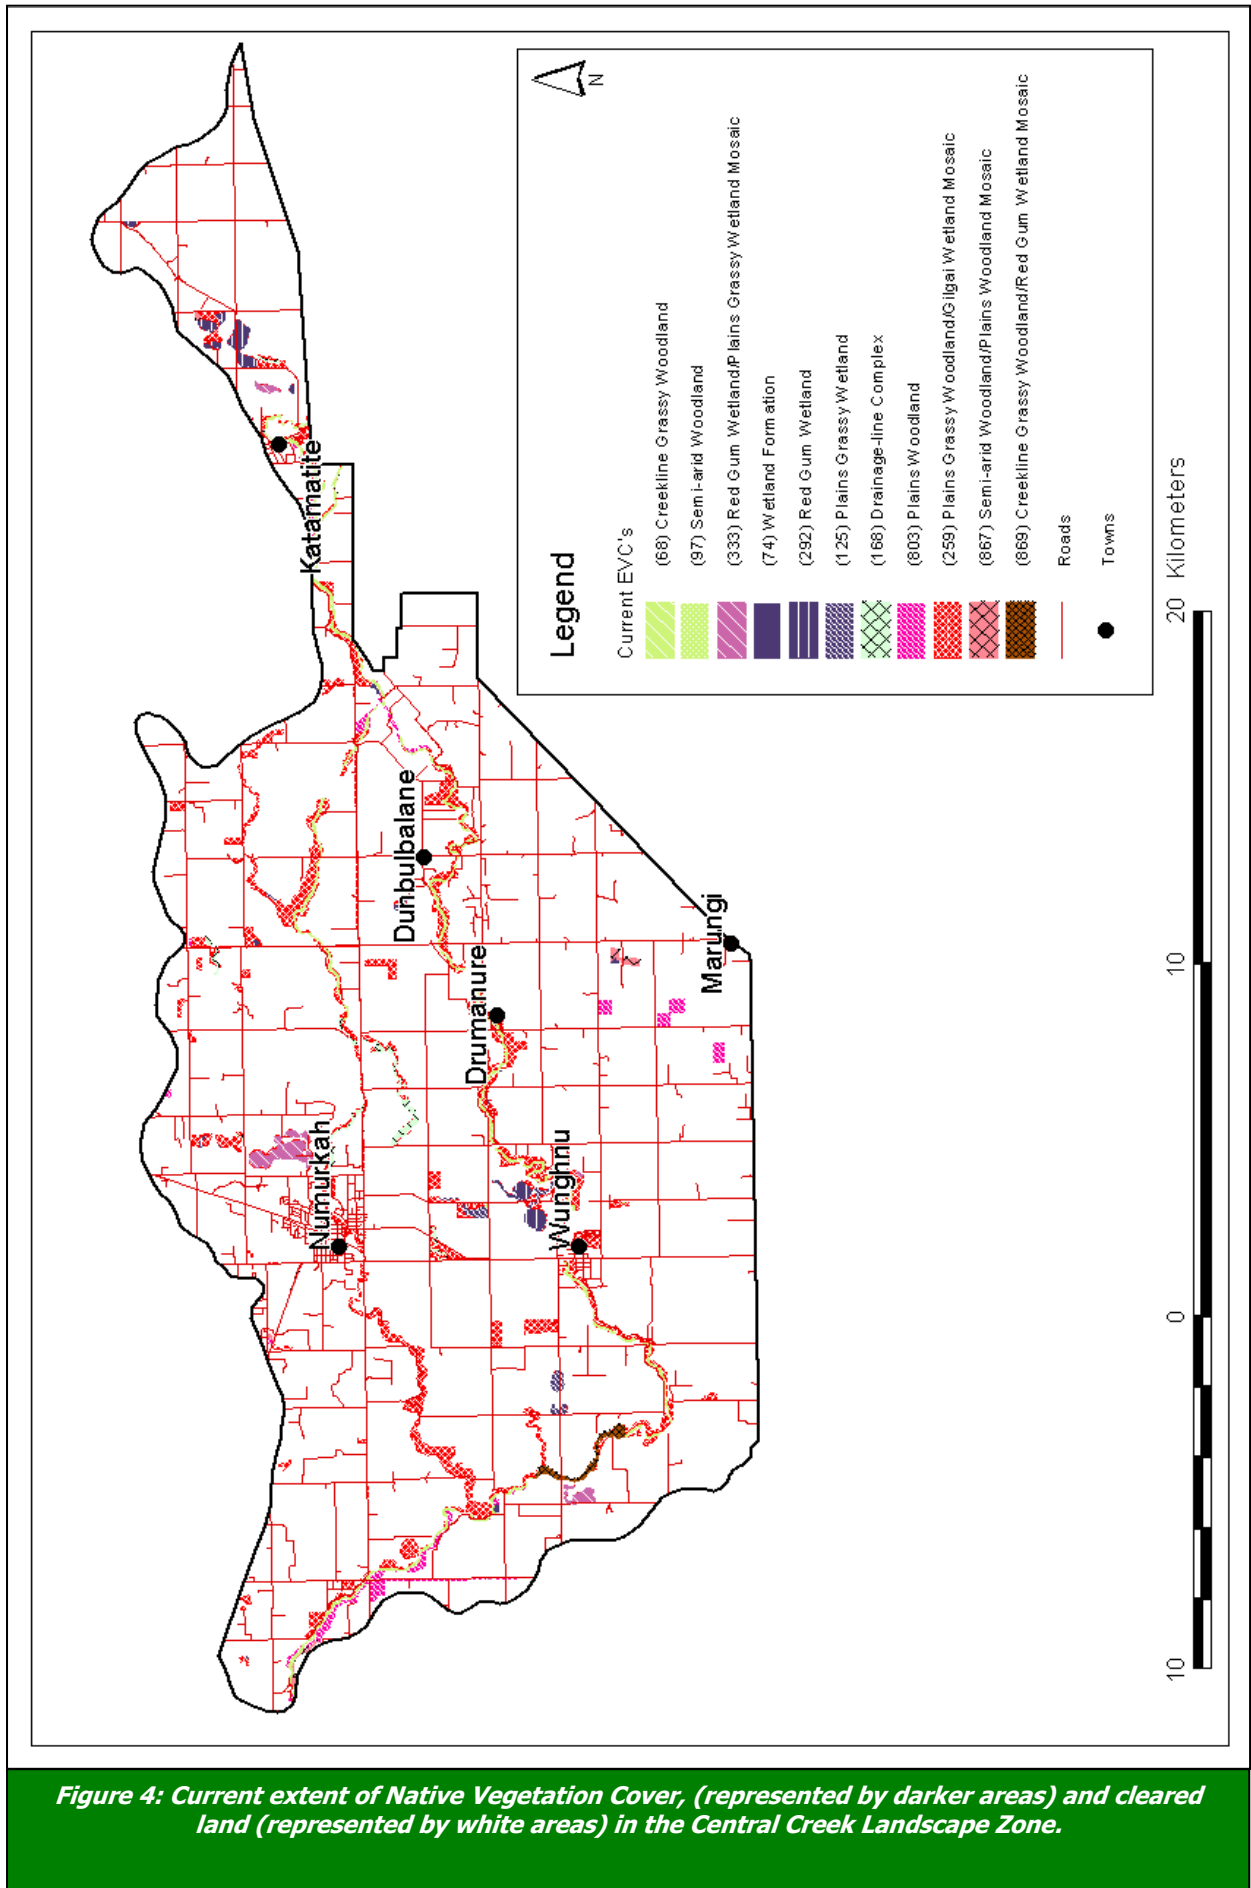 N
Legend
Current EVC's
(68) Creekline Grassy Woodland
(97) Semi-arid Woodland
(333) Red Gum Wetland/Plains Grassy Wetland Mosaic
(74) Wetland Formation
(292) Red Gum Wetland
(125) Plains Grassy Wetland
(168) Drainage-line Complex
(803) Plains Woodland
(259) Plains Grassy Woodland/Gilgai Wetland Mosaic
(867) Semi-arid Woodland/Plains Woodland Mosaic
(869) Creekline Grassy Woodland/Red Gum Wetland Mosaic
Roads
Towns
Katamatite
Dunbulbalane
Drumanure
Marungi
Numurkah
Wunghnu
10 0 10 20 Kilometers
Figure 4: Current extent of Native Vegetation Cover, (represented by darker areas) and cleared
land (represented by white areas) in the Central Creek Landscape Zone.